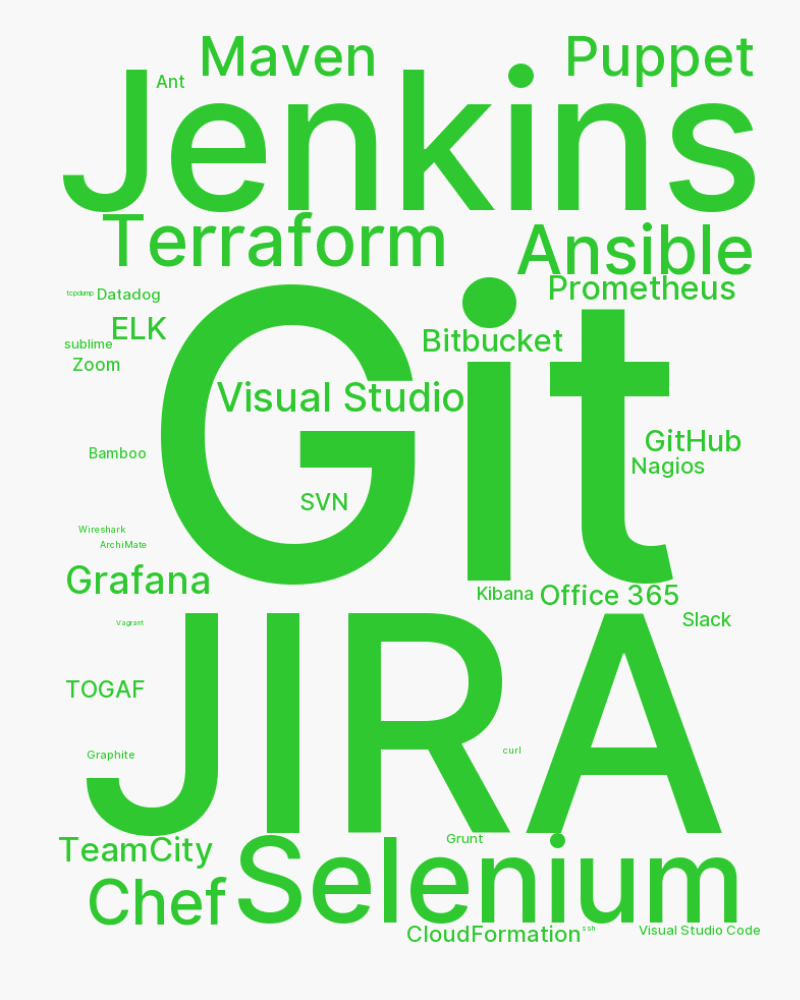 Maven
Puppet
Ant
Jenkins
Terraform
Ansible
Prometheus
tcpdump
Datadog
ELK
Bitbucket
sublime
Zoom
Git
Visual Studio
GitHub
Bamboo
Nagios
SVN
Wireshark
ArchiMate
Grafana
Kibana
Office 365
Vagrant
Slack
TOGAF
JIRA
curl
Graphite
Grunt
TeamCity
Selenium
Chef
CloudFormation
ssh
Visual Studio Code